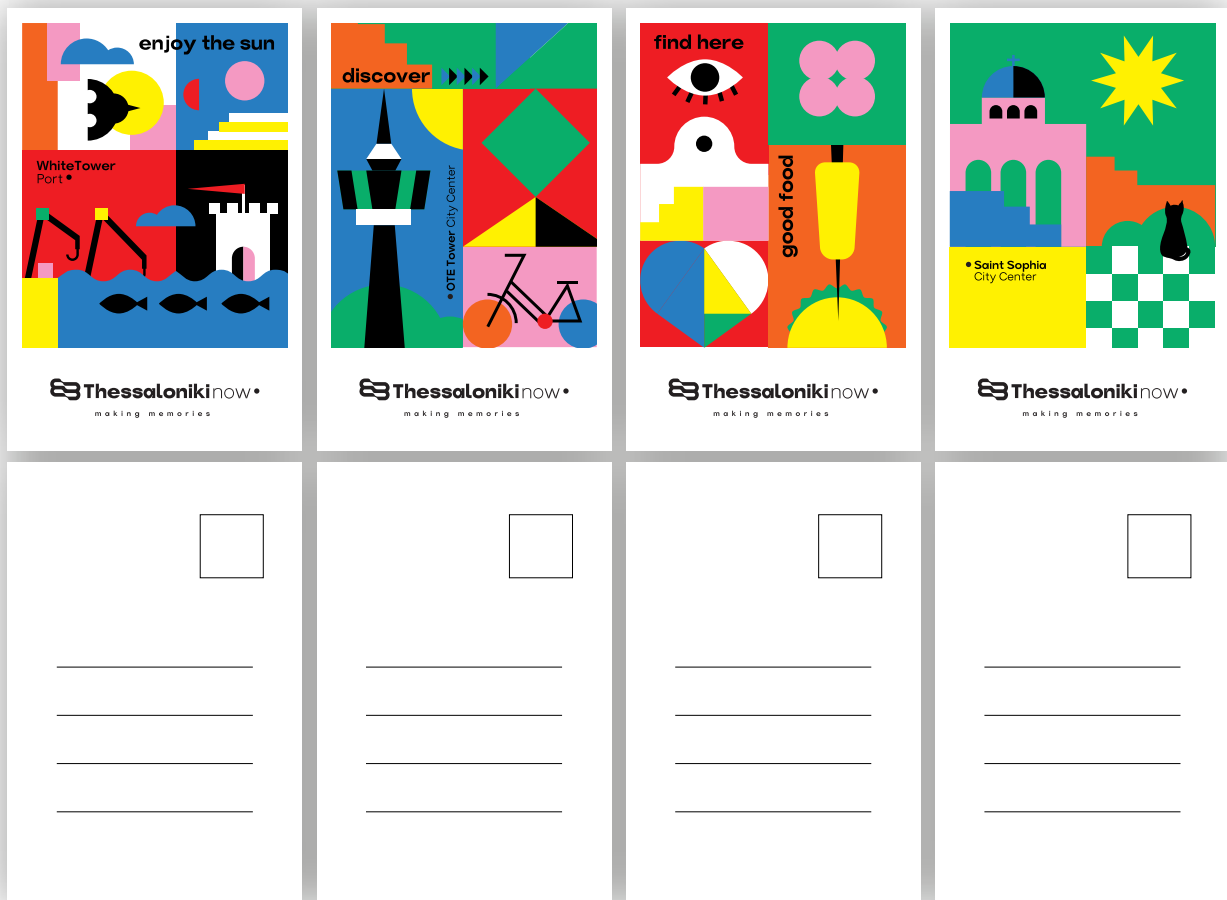 enjoy the sun
WhiteTower
Port •
Thessalonikinow•
making memories
discover
• OTE Tower City Center
Thessalonikinow•
making memories
find here
good food
Thessalonikinow•
making memories
• Saint Sophia
City Center
Thessalonikinow•
making memories